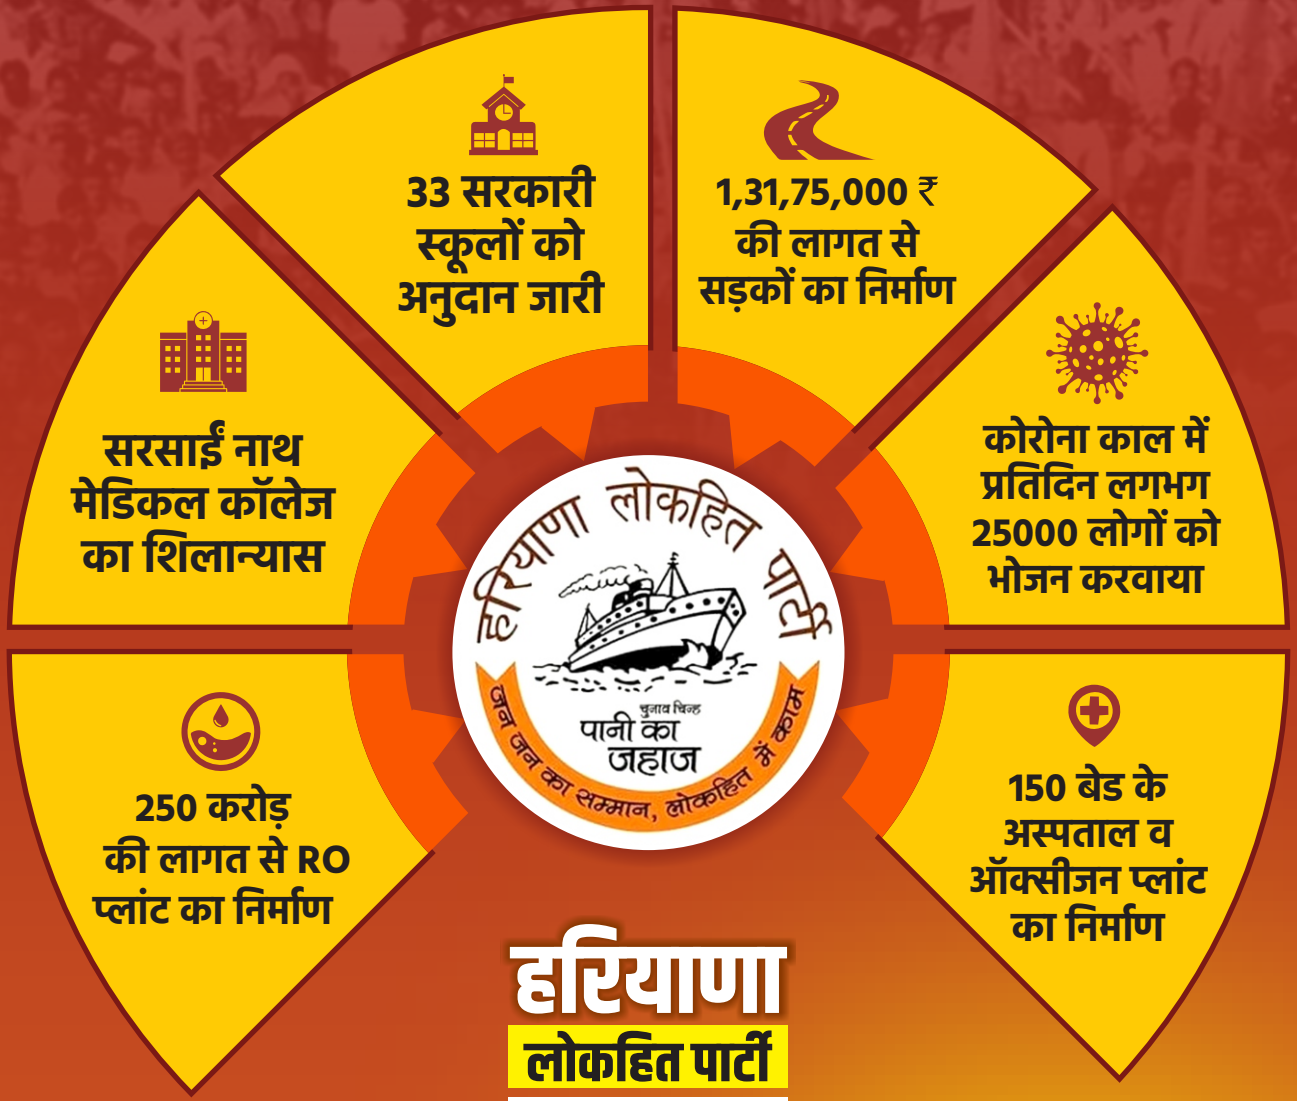 33 सरकारी
स्कूलों को
अनुदान जारी
1,31,75,000 ₹
की लागत से
सड़कों का निर्माण
सरसाईं नाथ
मेडिकल कॉलेज
का शिलान्यास
कोरोना काल में
प्रतिदिन लगभग
25000 लोगों को
भोजन करवाया
250 करोड़
की लागत से RO
प्लांट का निर्माण
150 बेड के
अस्पताल व
ऑक्सीजन प्लांट
का निर्माण
हरियाणा लोकहित पार्टी
चुनाव चिन्ह
पानी का
जहाज
जन जन का सम्मान, लोकहित में काम
हरियाणा
लोकहित पार्टी